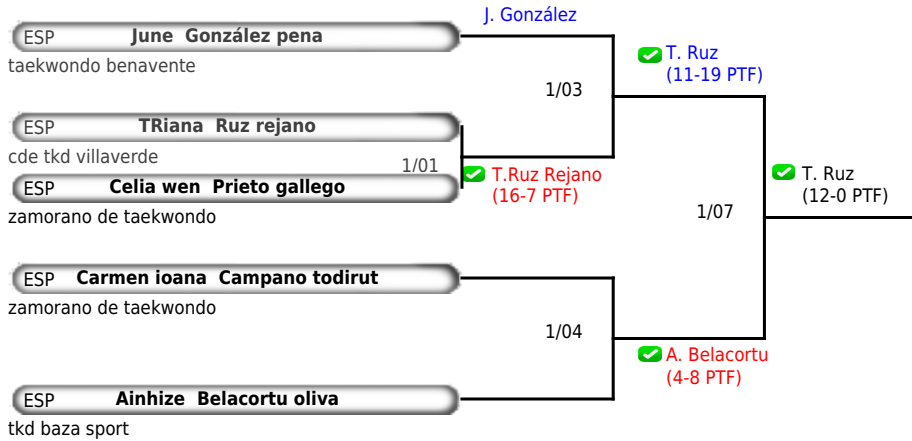 J. González
ESP June González pena
taekwondo benavente
T. Ruz
(11-19 PTF)
1/03
ESP TRiana Ruz rejano
cde tkd villaverde
1/01
T.Ruz Rejano
(16-7 PTF)
ESP Celia wen Prieto gallego
zamorano de taekwondo
T. Ruz
(12-0 PTF)
1/07
ESP Carmen ioana Campano todirut
zamorano de taekwondo
1/04
A. Belacortu
(4-8 PTF)
ESP Ainhize Belacortu oliva
tkd baza sport